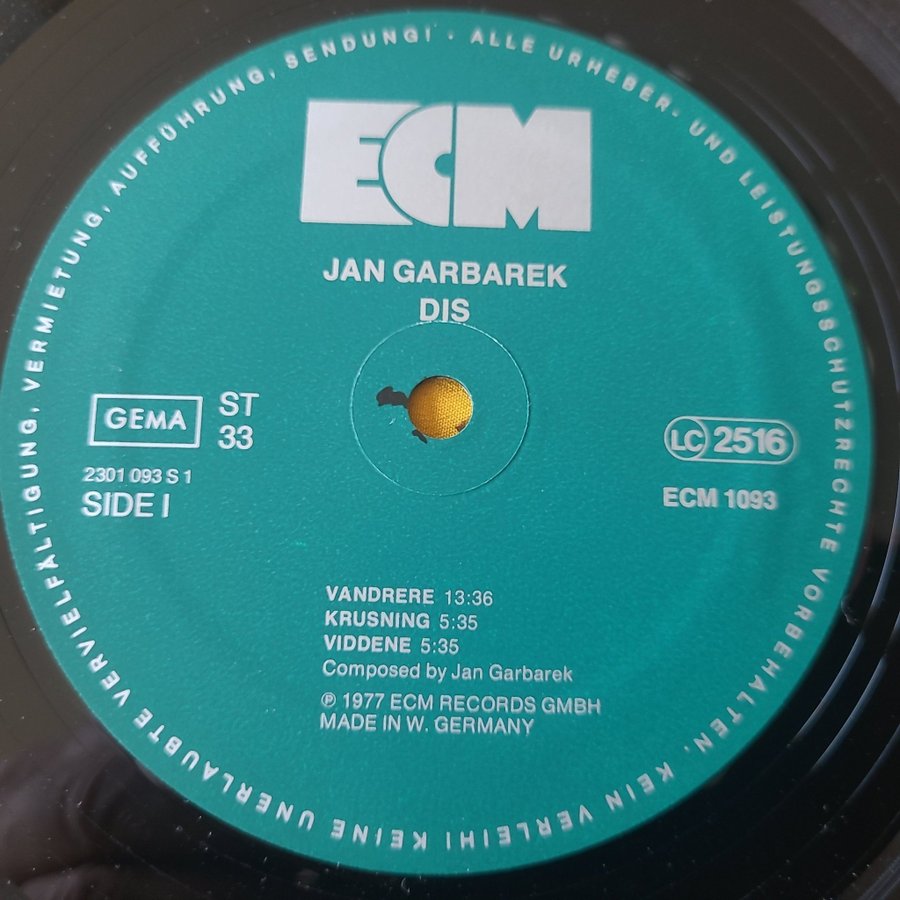 ECM
JAN GARBAREK
DIS
GEMA
ST
33
2301 093 S 1
SIDE I
LC 2516
ECM 1093
VANDRERE 13:36
KRUSNING 5:35
VIDDENE 5:35
Composed by Jan Garbarek
℗ 1977 ECM RECORDS GMBH
MADE IN W. GERMANY
ALLE URHEBER- UND LEISTUNGSSCHUTZRECHTE VORBEHALTEN. KEIN VERLEIH! KEINE UNERLAUBTE VERVIELFÄLTIGUNG, VERMIETUNG, AUFFÜHRUNG, SENDUNG! ·